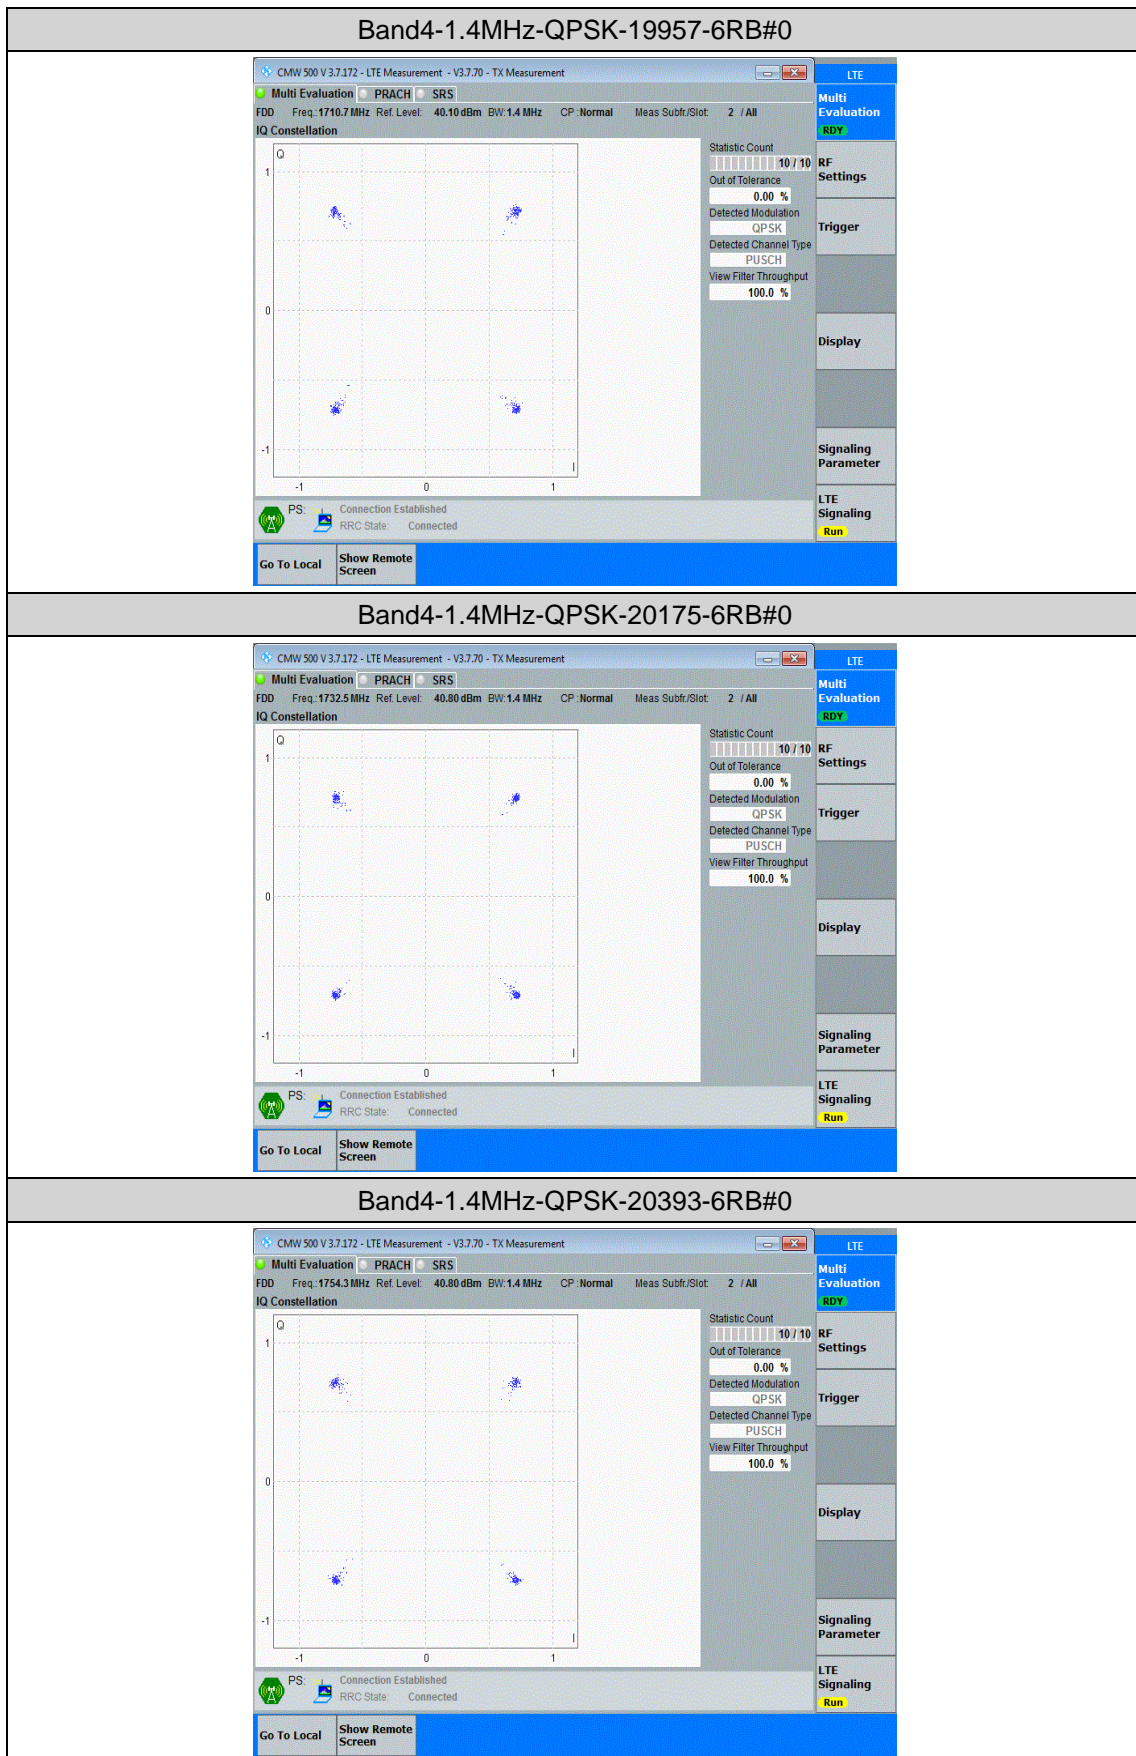 Band4-1.4MHz-QPSK-19957-6RB#0
CMW 500 V 3.7.172 - LTE Measurement - V3.7.70 - TX Measurement
LTE
Multi Evaluation PRACH SRS
Multi Evaluation
RDY
FDD Freq.: 1710.7 MHz Ref. Level: 40.10 dBm BW: 1.4 MHz CP : Normal Meas Subfr./Slot: 2 / All
IQ Constellation
Q
1
0
-1
-1 0 1
I
Statistic Count
10 / 10
Out of Tolerance
0.00 %
Detected Modulation
QPSK
Detected Channel Type
PUSCH
View Filter Throughput
100.0 %
RF Settings
Trigger
Display
Signaling Parameter
LTE Signaling
Run
PS: Connection Established
RRC State: Connected
Go To Local
Show Remote Screen
Band4-1.4MHz-QPSK-20175-6RB#0
CMW 500 V 3.7.172 - LTE Measurement - V3.7.70 - TX Measurement
LTE
Multi Evaluation PRACH SRS
Multi Evaluation
RDY
FDD Freq.: 1732.5 MHz Ref. Level: 40.80 dBm BW: 1.4 MHz CP : Normal Meas Subfr./Slot: 2 / All
IQ Constellation
Q
1
0
-1
-1 0 1
I
Statistic Count
10 / 10
Out of Tolerance
0.00 %
Detected Modulation
QPSK
Detected Channel Type
PUSCH
View Filter Throughput
100.0 %
RF Settings
Trigger
Display
Signaling Parameter
LTE Signaling
Run
PS: Connection Established
RRC State: Connected
Go To Local
Show Remote Screen
Band4-1.4MHz-QPSK-20393-6RB#0
CMW 500 V 3.7.172 - LTE Measurement - V3.7.70 - TX Measurement
LTE
Multi Evaluation PRACH SRS
Multi Evaluation
RDY
FDD Freq.: 1754.3 MHz Ref. Level: 40.80 dBm BW: 1.4 MHz CP : Normal Meas Subfr./Slot: 2 / All
IQ Constellation
Q
1
0
-1
-1 0 1
I
Statistic Count
10 / 10
Out of Tolerance
0.00 %
Detected Modulation
QPSK
Detected Channel Type
PUSCH
View Filter Throughput
100.0 %
RF Settings
Trigger
Display
Signaling Parameter
LTE Signaling
Run
PS: Connection Established
RRC State: Connected
Go To Local
Show Remote Screen